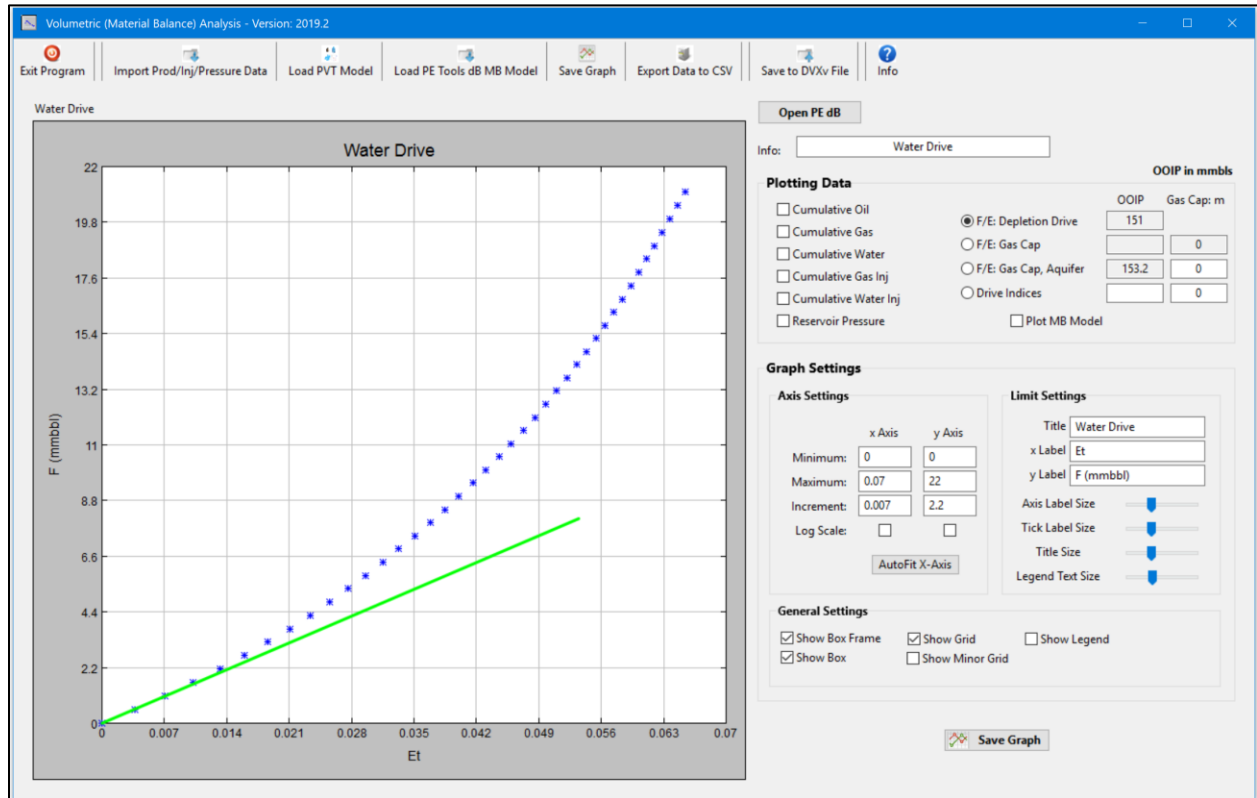 Volumetric (Material Balance) Analysis - Version: 2019.2
Exit Program Import Prod/Inj/Pressure Data Load PVT Model Load PE Tools dB MB Model Save Graph Export Data to CSV Save to DVXv File Info
Water Drive
Water Drive
22
19.8
17.6
15.4
13.2
11
8.8
6.6
4.4
2.2
0
F (mmbbl)
0 0.007 0.014 0.021 0.028 0.035 0.042 0.049 0.056 0.063 0.07
Et
Open PE dB
Info: Water Drive
OOIP in mmbls
Plotting Data
OOIP Gas Cap: m
Cumulative Oil
Cumulative Gas
Cumulative Water
Cumulative Gas Inj
Cumulative Water Inj
Reservoir Pressure
F/E: Depletion Drive 151
F/E: Gas Cap 0
F/E: Gas Cap, Aquifer 153.2 0
Drive Indices 0
Plot MB Model
Graph Settings
Axis Settings
x Axis y Axis
Minimum: 0 0
Maximum: 0.07 22
Increment: 0.007 2.2
Log Scale:
AutoFit X-Axis
Limit Settings
Title Water Drive
x Label Et
y Label F (mmbbl)
Axis Label Size
Tick Label Size
Title Size
Legend Text Size
General Settings
Show Box Frame Show Grid Show Legend
Show Box Show Minor Grid
Save Graph